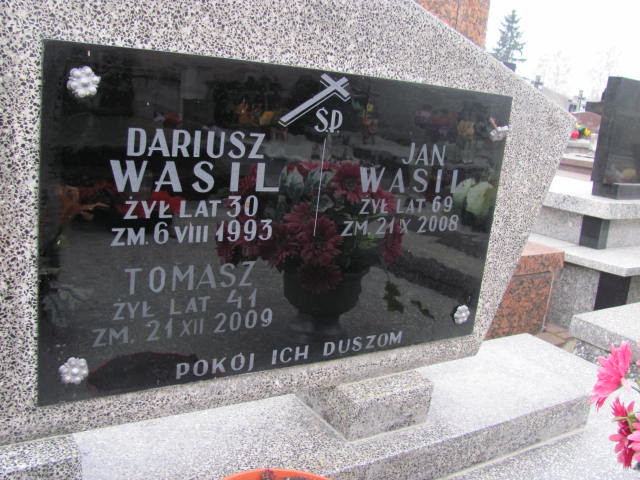 Ś.P.
DARIUSZ
WASIL
ŻYŁ LAT 30
ZM. 6 VIII 1993
JAN
WASIL
ŻYŁ LAT 69
ZM. 21 X 2008
TOMASZ
ŻYŁ LAT 41
ZM. 21 XII 2009
POKÓJ ICH DUSZOM